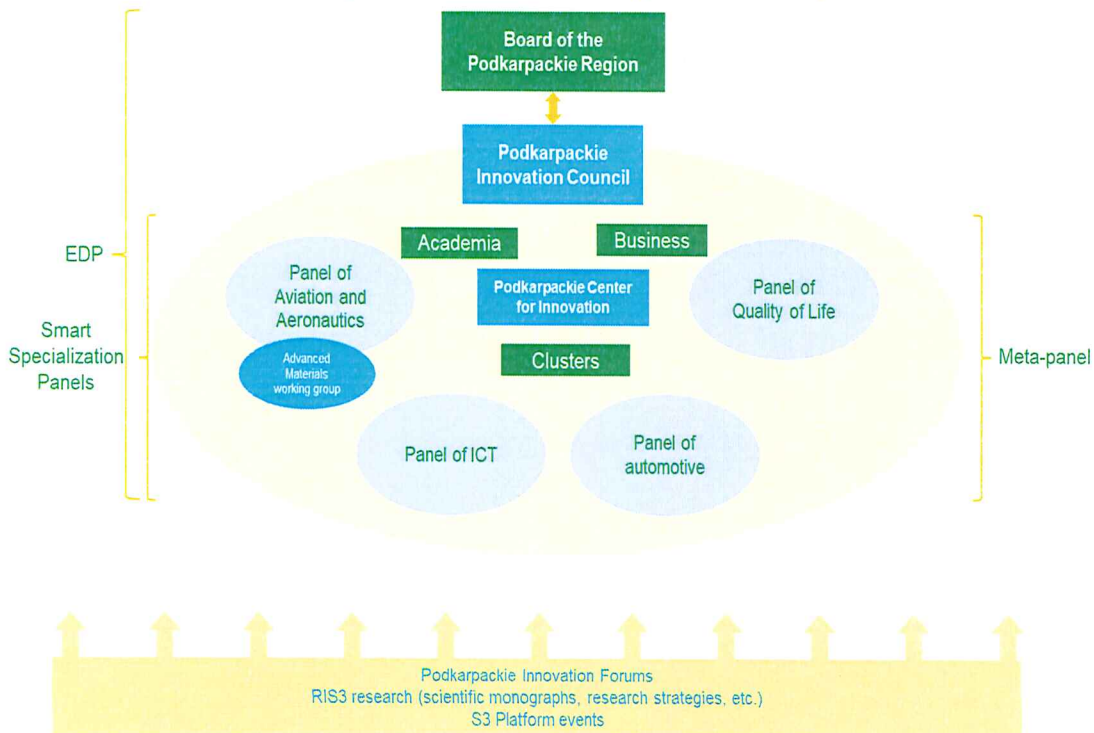 Board of the
Podkarpackie Region
Podkarpackie
Innovation Council
Academia
Business
EDP
Panel of
Aviation and
Aeronautics
Podkarpackie Center
for Innovation
Panel of
Quality of Life
Smart
Specialization
Panels
Advanced
Materials
working group
Clusters
Meta-panel
Panel of ICT
Panel of
automotive
Podkarpackie Innovation Forums
RIS3 research (scientific monographs, research strategies, etc.)
S3 Platform events